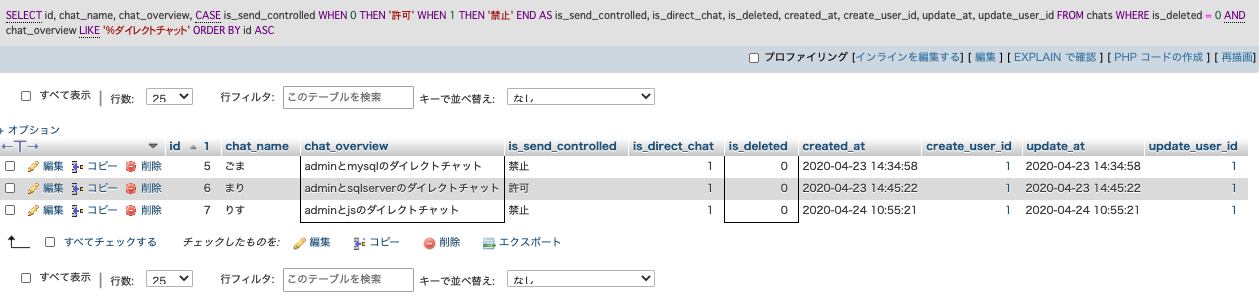 SELECT id, chat_name, chat_overview, CASE is_send_controlled WHEN 0 THEN '許可' WHEN 1 THEN '禁止' END AS is_send_controlled, is_direct_chat, is_deleted, created_at, create_user_id, update_at, update_user_id FROM chats WHERE is_deleted = 0 AND
chat_overview LIKE '%ダイレクトチャット' ORDER BY id ASC
プロファイリング [インラインを編集する] [ 編集 ] [ EXPLAIN で確認 ] [ PHP コードの作成 ] [ 再描画]
すべて表示 | 行数: 25 行フィルタ: このテーブルを検索 キーで並べ替え: なし
+ オプション
←T→ id 1 chat_name chat_overview is_send_controlled is_direct_chat is_deleted created_at create_user_id update_at update_user_id
編集 コピー 削除 5 ごま adminとmysqlのダイレクトチャット 禁止 1 0 2020-04-23 14:34:58 1 2020-04-23 14:34:58 1
編集 コピー 削除 6 まり adminとsqlserverのダイレクトチャット 許可 1 0 2020-04-23 14:45:22 1 2020-04-23 14:45:22 1
編集 コピー 削除 7 りす adminとjsのダイレクトチャット 禁止 1 0 2020-04-24 10:55:21 1 2020-04-24 10:55:21 1
すべてチェックする チェックしたものを: 編集 コピー 削除 エクスポート
すべて表示 | 行数: 25 行フィルタ: このテーブルを検索 キーで並べ替え: なし